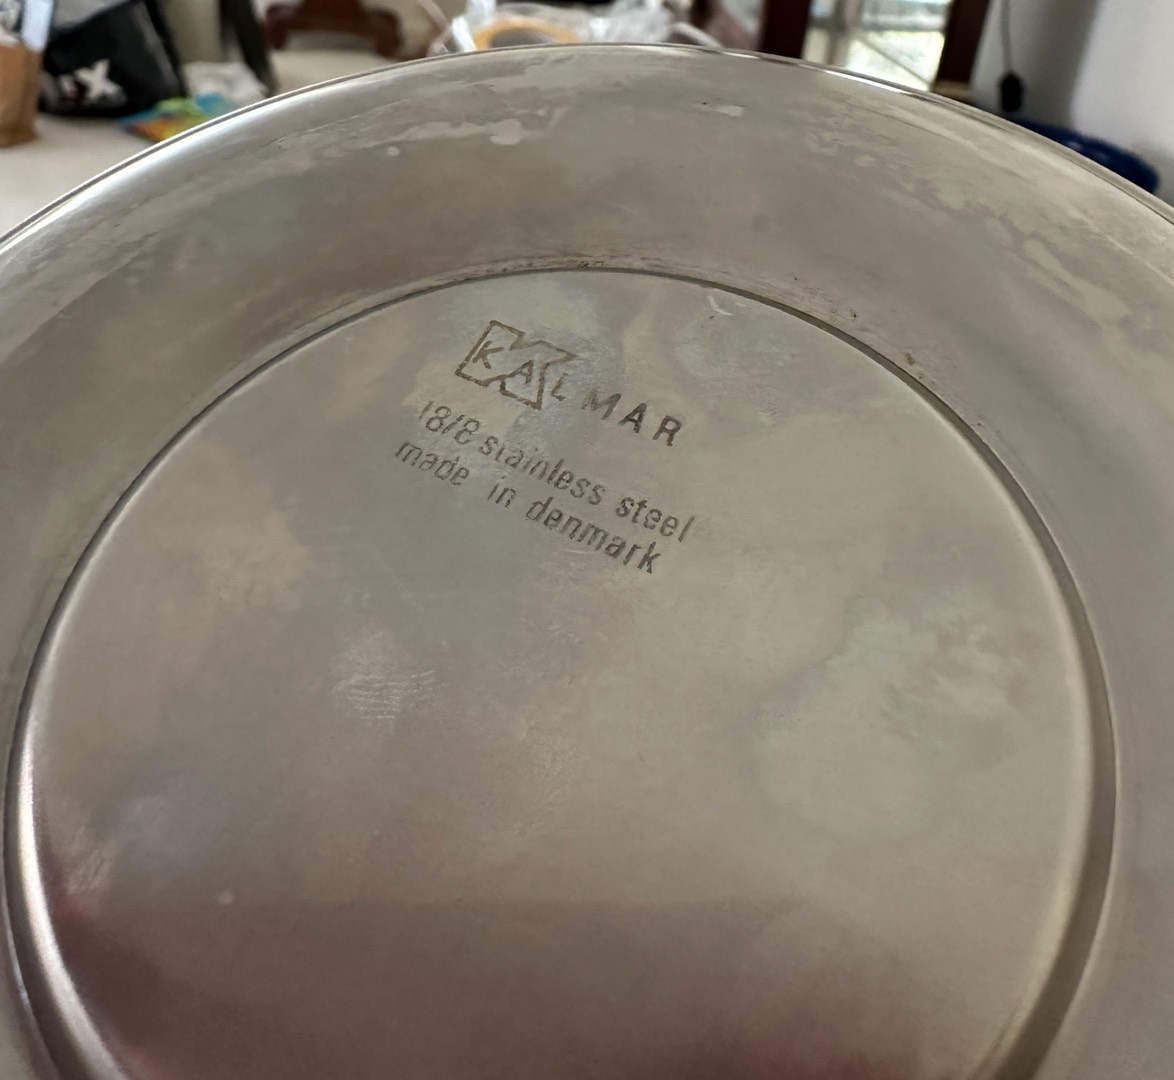 KALMAR
18/8 stainless steel
made in denmark